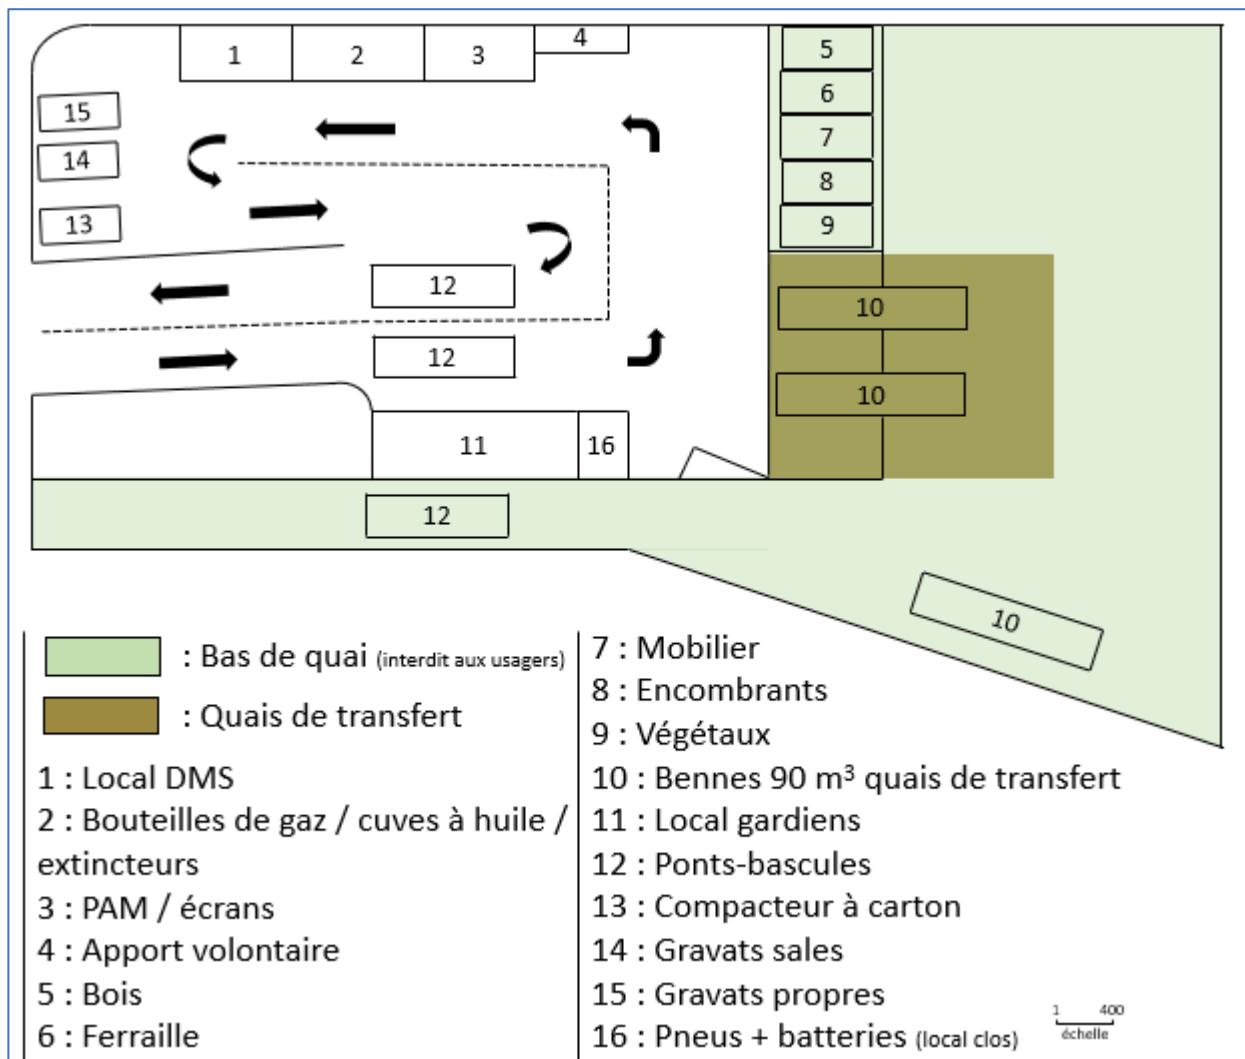 1
2
3
4
5
6
7
8
9
10
10
15
14
13
12
12
11
16
12
10
: Bas de quai (interdit aux usagers)
: Quais de transfert
1 : Local DMS
2 : Bouteilles de gaz / cuves à huile /
extincteurs
3 : PAM / écrans
4 : Apport volontaire
5 : Bois
6 : Ferraille
7 : Mobilier
8 : Encombrants
9 : Végétaux
10 : Bennes 90 m³ quais de transfert
11 : Local gardiens
12 : Ponts-bascules
13 : Compacteur à carton
14 : Gravats sales
15 : Gravats propres
16 : Pneus + batteries (local clos)
1 400
échelle